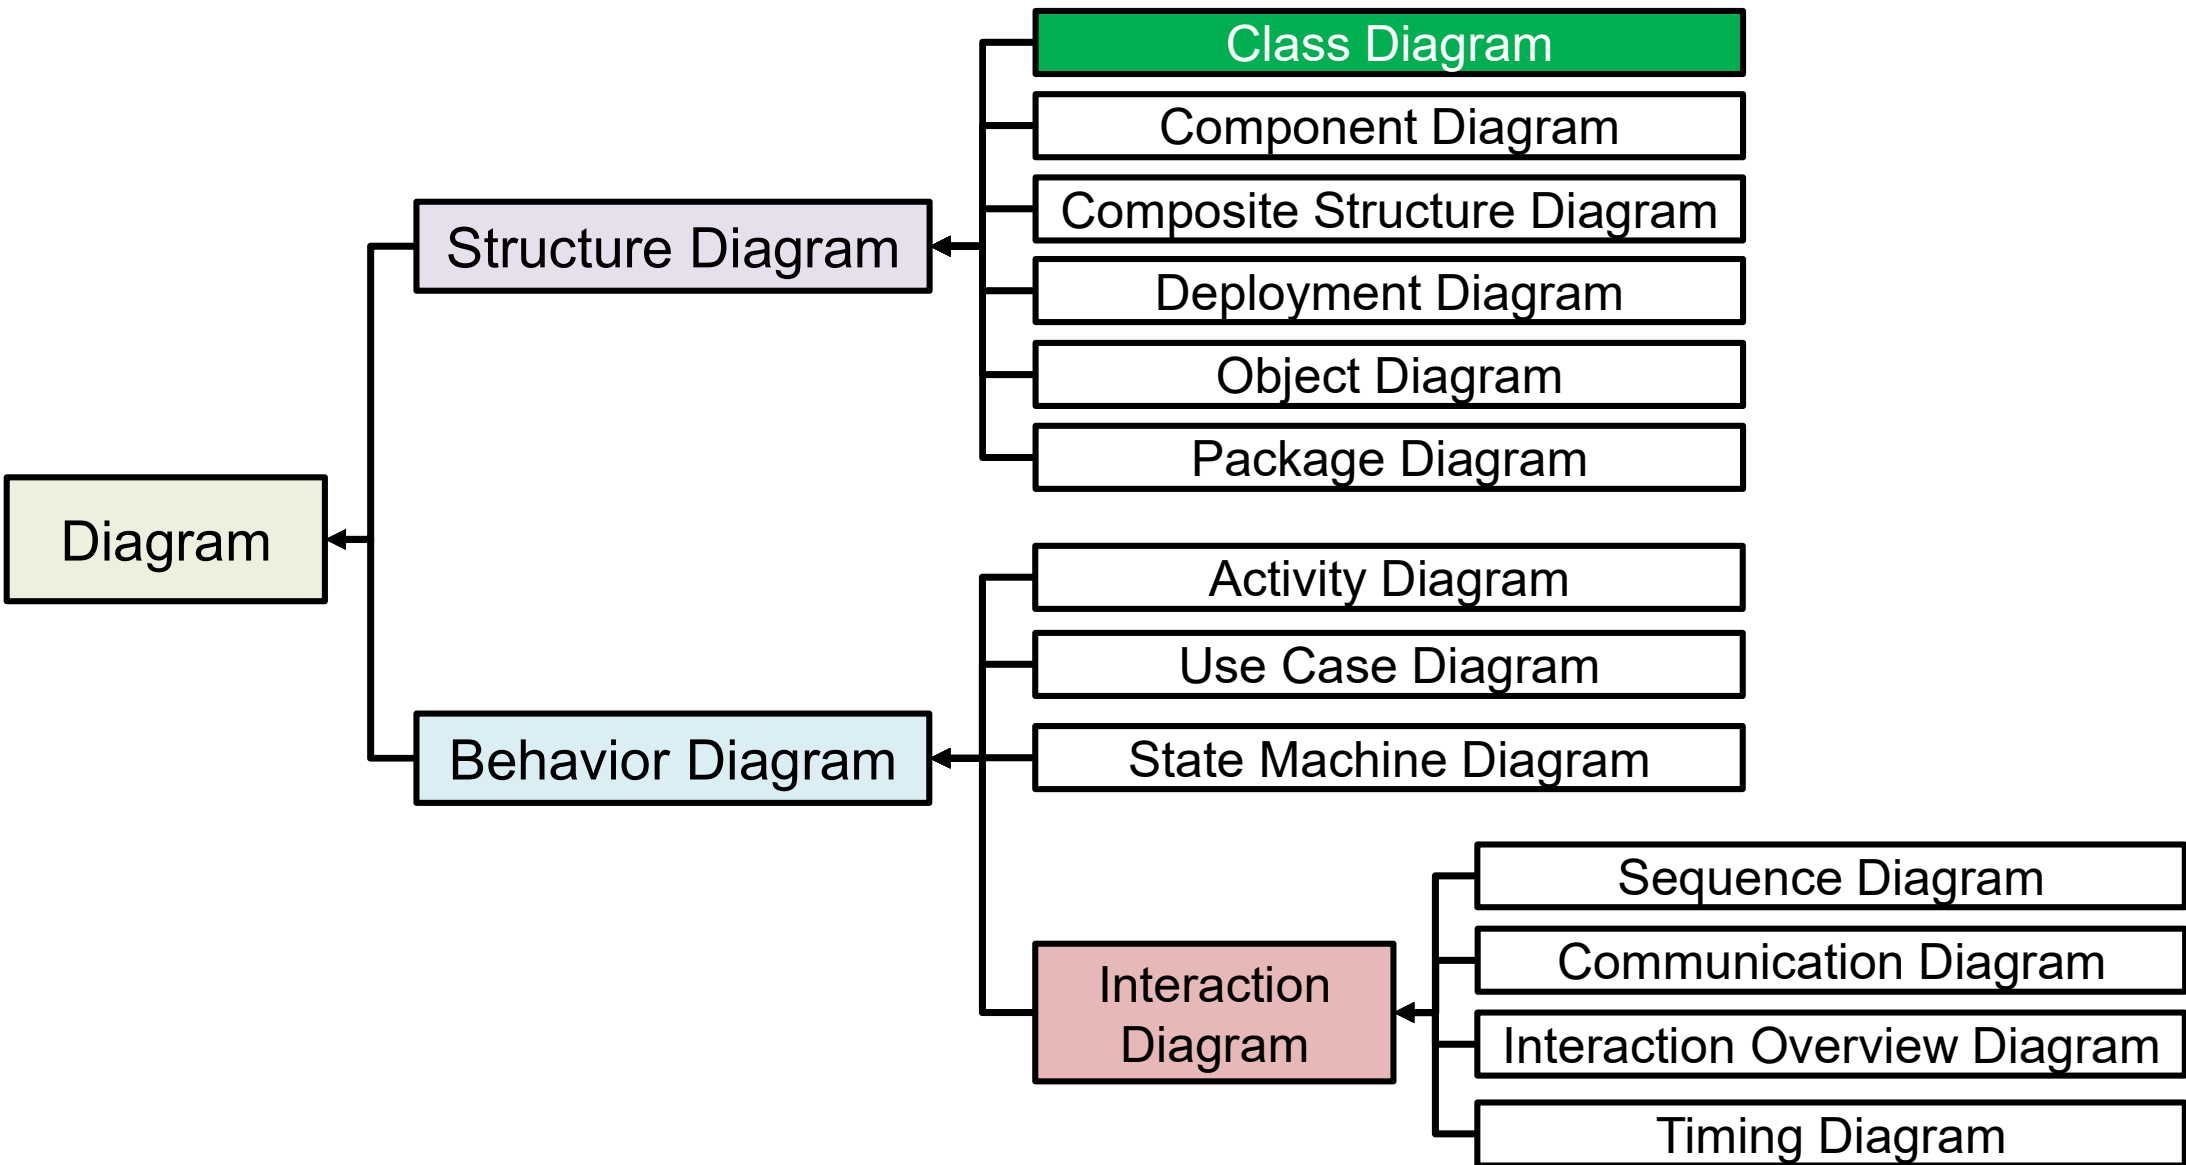 Class Diagram
Component Diagram
Composite Structure Diagram
Structure Diagram
Deployment Diagram
Object Diagram
Package Diagram
Diagram
Activity Diagram
Use Case Diagram
Behavior Diagram
State Machine Diagram
Sequence Diagram
Communication Diagram
Interaction
Diagram
Interaction Overview Diagram
Timing Diagram